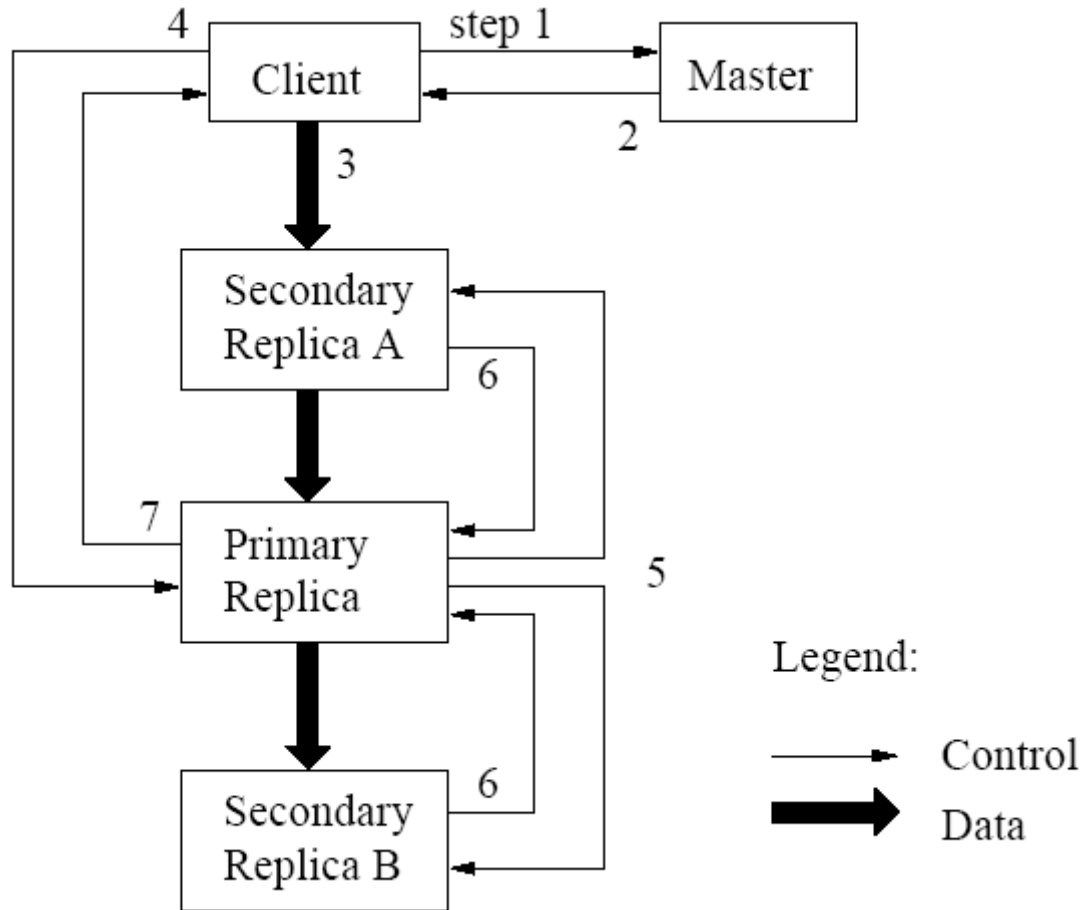 4
step 1
Client
Master
2
3
Secondary
Replica A
6
7
Primary
Replica
5
Legend:
Control
6
Secondary
Replica B
Data